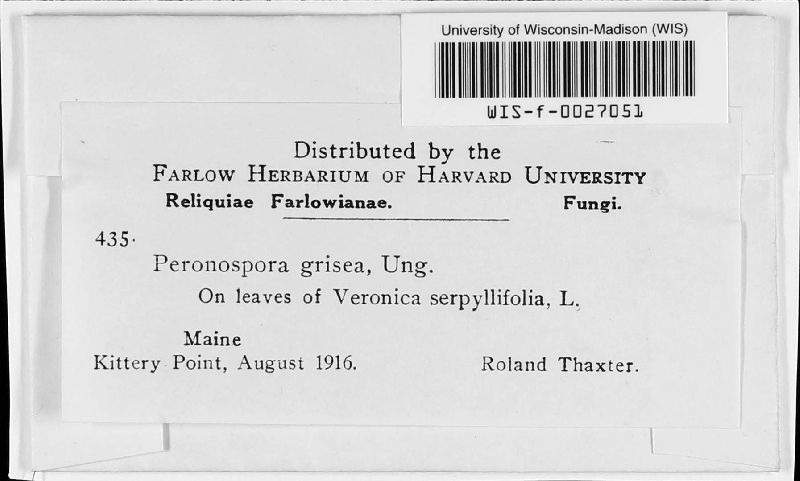 University of Wisconsin-Madison (WIS)
WIS-f-0027051
Distributed by the
FARLOW HERBARIUM OF HARVARD UNIVERSITY
Reliquiae Farlowianae. Fungi.
435.
Peronospora grisea, Ung.
On leaves of Veronica serpyllifolia, L.
Maine
Kittery Point, August 1916. Roland Thaxter.